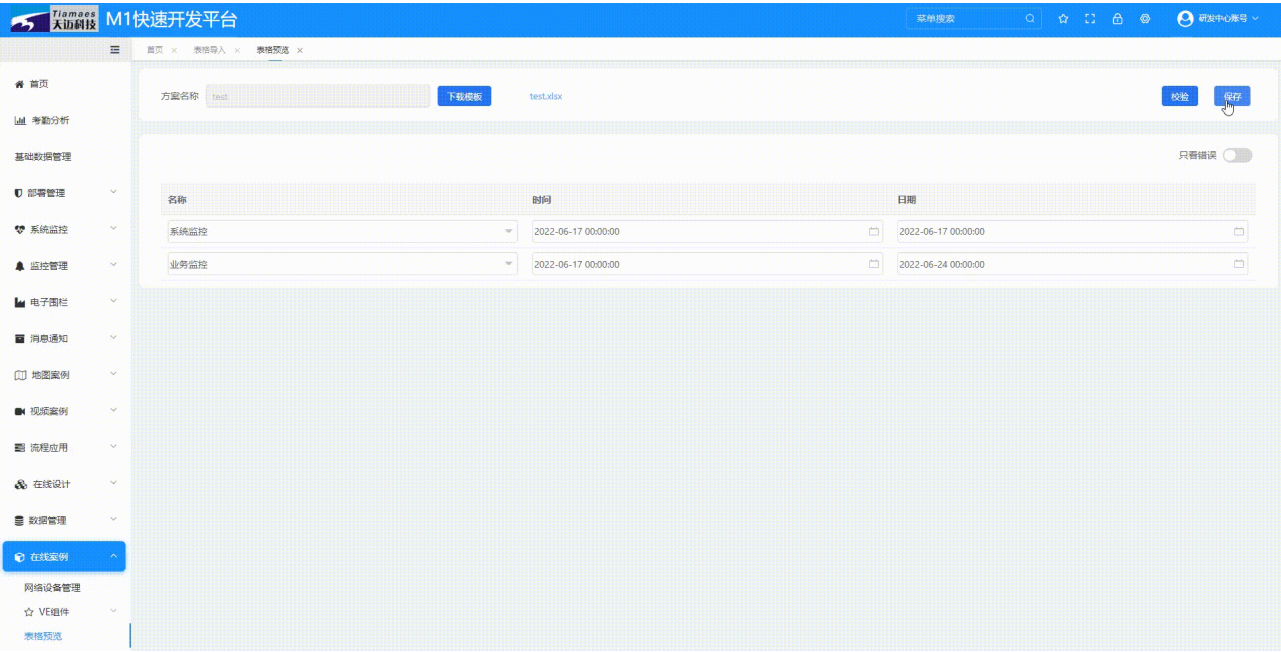 Tiamaes
天迈科技
M1快速开发平台
菜单搜索
研发中心账号
首页
表格导入
表格预览
首页
考勤分析
基础数据管理
部署管理
系统监控
监控管理
电子围栏
消息通知
地图案例
视频案例
流程应用
在线设计
数据管理
在线案例
网络设备管理
VE组件
表格预览
方案名称
test
下载模板
test.xlsx
校验
保存
只看错误
名称 时间 日期
系统监控 2022-06-17 00:00:00 2022-06-17 00:00:00
业务监控 2022-06-17 00:00:00 2022-06-24 00:00:00